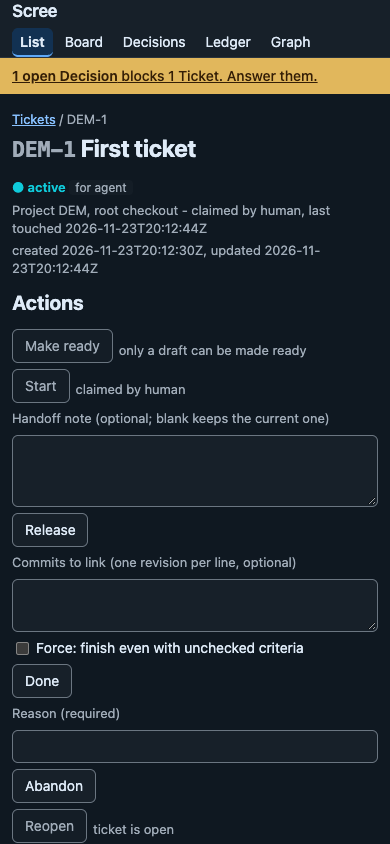 Scree
List Board Decisions Ledger Graph
1 open Decision blocks 1 Ticket. Answer them.
Tickets / DEM-1
DEM-1 First ticket
active for agent
Project DEM, root checkout - claimed by human, last
touched 2026-11-23T20:12:44Z
created 2026-11-23T20:12:30Z, updated 2026-11-
23T20:12:44Z
Actions
Make ready only a draft can be made ready
Start claimed by human
Handoff note (optional; blank keeps the current one)
Release
Commits to link (one revision per line, optional)
Force: finish even with unchecked criteria
Done
Reason (required)
Abandon
Reopen ticket is open